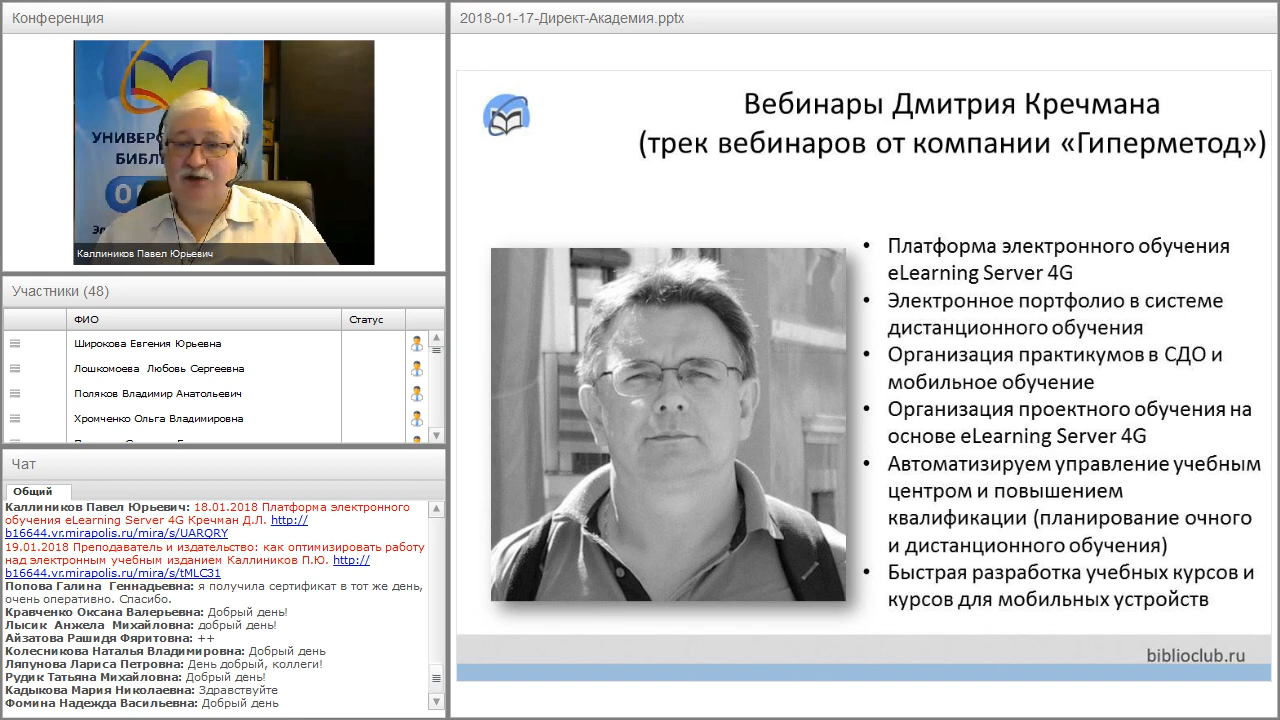 Конференция
УНИВЕРС
БИБЛ
Каллиников Павел Юрьевич
Участники (48)
ФИО
Статус
Широкова Евгения Юрьевна
Лошкомоева Любовь Сергеевна
Поляков Владимир Анатольевич
Хромченко Ольга Владимировна
Чат
Общий
Каллиников Павел Юрьевич: 18.01.2018 Платформа электронного
обучения eLearning Server 4G Кречман Д.Л. http://
b16644.vr.mirapolis.ru/mira/s/UARQRY
19.01.2018 Преподаватель и издательство: как оптимизировать работу
над электронным учебным изданием Каллиников П.Ю. http://
b16644.vr.mirapolis.ru/mira/s/tMLC31
Попова Галина Геннадьевна: я получила сертификат в тот же день,
очень оперативно. Спасибо.
Кравченко Оксана Валерьевна: Добрый день!
Лысик Анжела Михайловна: добрый день!
Айзатова Рашидя Фяритовна: ++
Колесникова Наталья Владимировна: Добрый день
Ляпунова Лариса Петровна: День добрый, коллеги!
Рудик Татьяна Михайловна: Добрый день!
Кадыкова Мария Николаевна: Здравствуйте
Фомина Надежда Васильевна: Добрый день
2018-01-17-Директ-Академия.pptx
Вебинары Дмитрия Кречмана
(трек вебинаров от компании «Гиперметод»)
• Платформа электронного обучения
eLearning Server 4G
• Электронное портфолио в системе
дистанционного обучения
• Организация практикумов в СДО и
мобильное обучение
• Организация проектного обучения на
основе eLearning Server 4G
• Автоматизируем управление учебным
центром и повышением
квалификации (планирование очного
и дистанционного обучения)
• Быстрая разработка учебных курсов и
курсов для мобильных устройств
biblioclub.ru